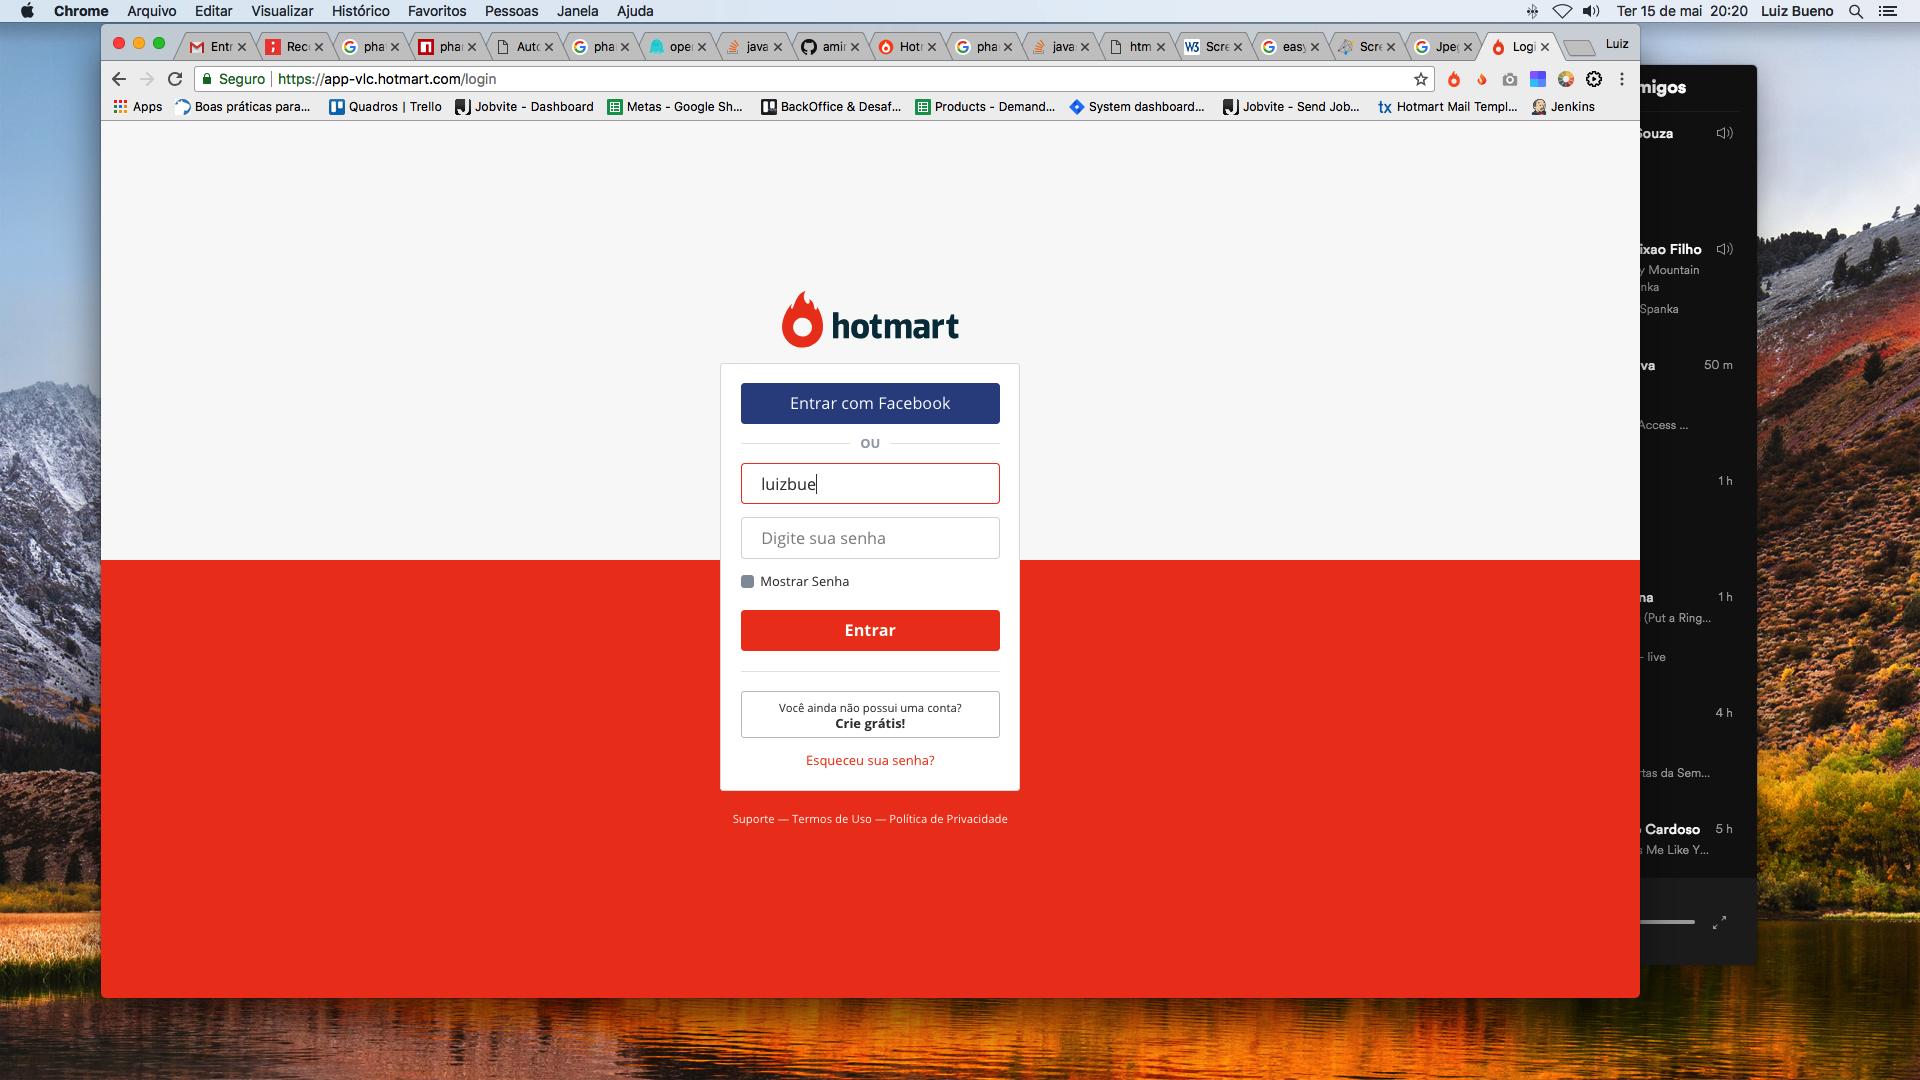 Chrome Arquivo Editar Visualizar Histórico Favoritos Pessoas Janela Ajuda Ter 15 de mai 20:20 Luiz Bueno
Entr Rec pha pha Auto pha ope java amir Hotr pha java htm Scre easy Scre Jpeg Logi Luiz
Seguro https://app-vlc.hotmart.com/login
Apps Boas práticas para... Quadros | Trello Jobvite - Dashboard Metas - Google Sh... BackOffice & Desaf... Products - Demand... System dashboard... Jobvite - Send Job... tx Hotmart Mail Templ... Jenkins
migos
Souza
ixao Filho
y Mountain
nka
Spanka
hotmart
va 50 m
Entrar com Facebook
Access ...
OU
luizbue
1 h
Digite sua senha
Mostrar Senha
na 1 h
(Put a Ring...
Entrar
- live
Você ainda não possui uma conta?
Crie grátis!
4 h
Esqueceu sua senha?
rtas da Sem...
Suporte — Termos de Uso — Política de Privacidade
Cardoso 5 h
s Me Like Y...